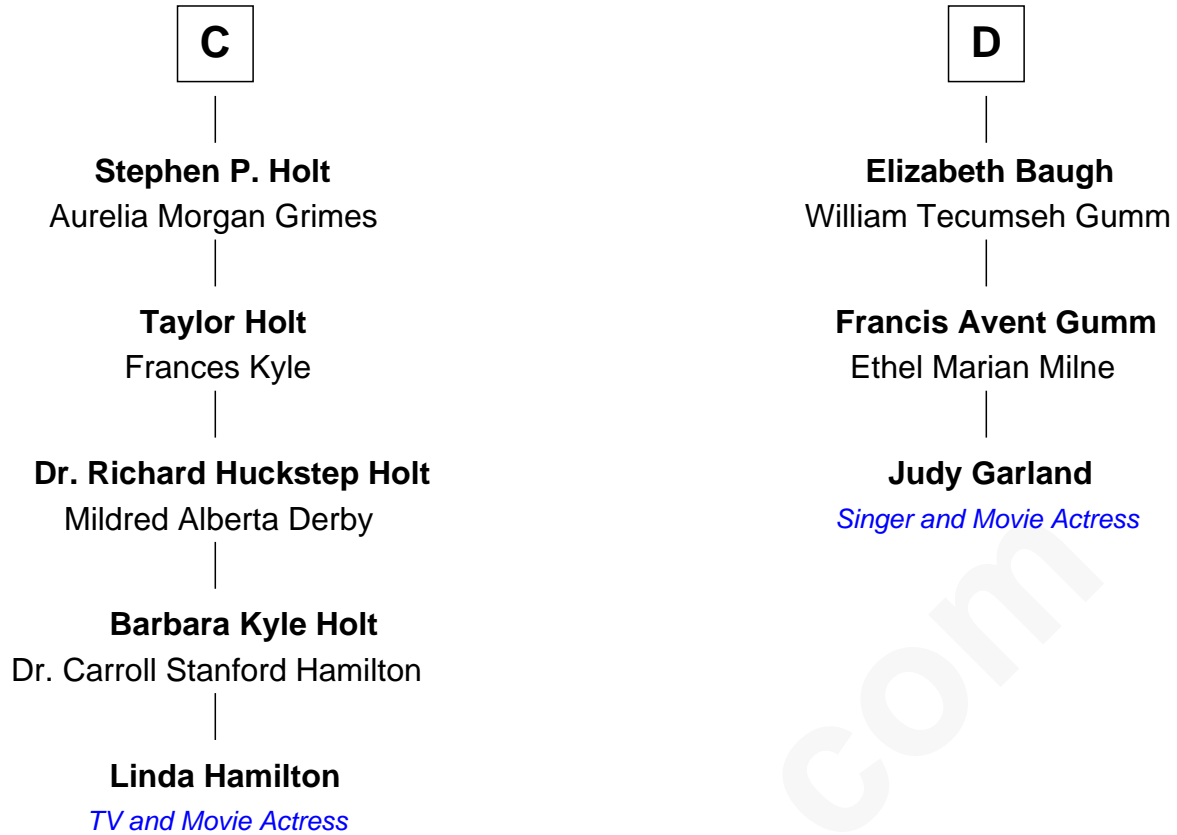 C
Stephen P. Holt
Aurelia Morgan Grimes
Taylor Holt
Frances Kyle
Dr. Richard Huckstep Holt
Mildred Alberta Derby
Barbara Kyle Holt
Dr. Carroll Stanford Hamilton
Linda Hamilton
TV and Movie Actress
D
Elizabeth Baugh
William Tecumseh Gumm
Francis Avent Gumm
Ethel Marian Milne
Judy Garland
Singer and Movie Actress
com